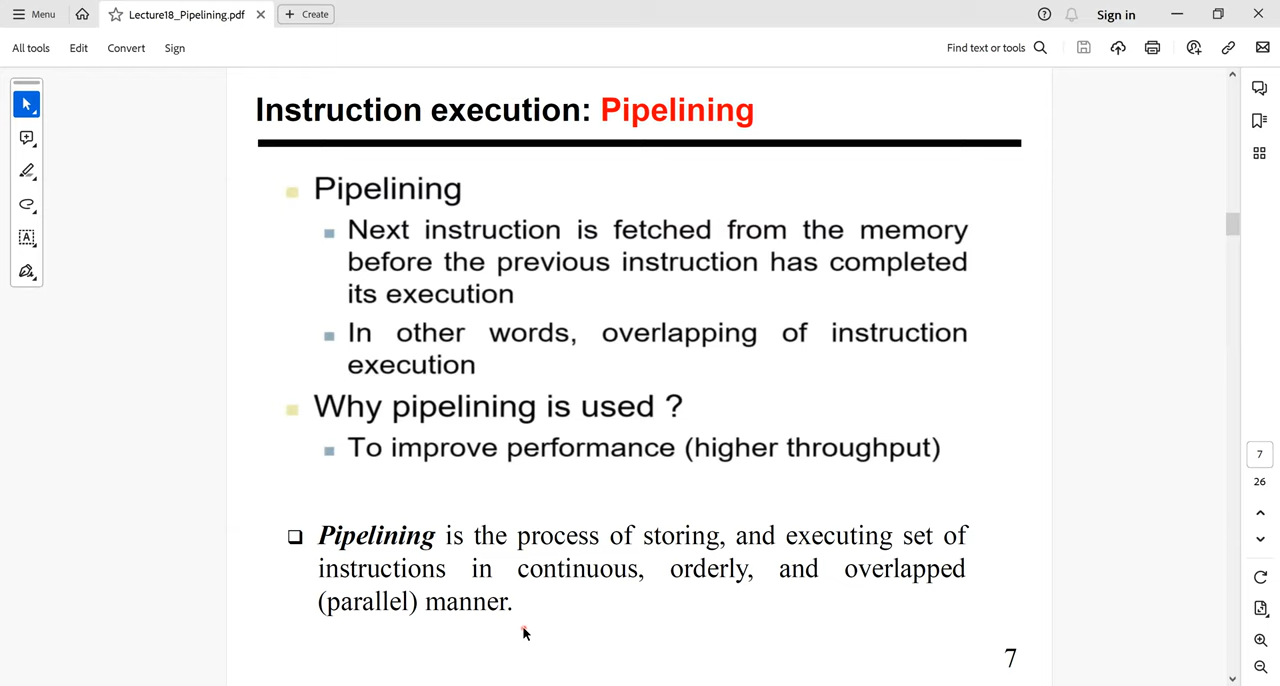 Menu
Lecture18_Pipelining.pdf
Create
Sign in
All tools
Edit
Convert
Sign
Find text or tools
Instruction execution: Pipelining
Pipelining
Next instruction is fetched from the memory
before the previous instruction has completed
its execution
In other words, overlapping of instruction
execution
Why pipelining is used ?
To improve performance (higher throughput)
Pipelining is the process of storing, and executing set of
instructions in continuous, orderly, and overlapped
(parallel) manner.
7
7
26